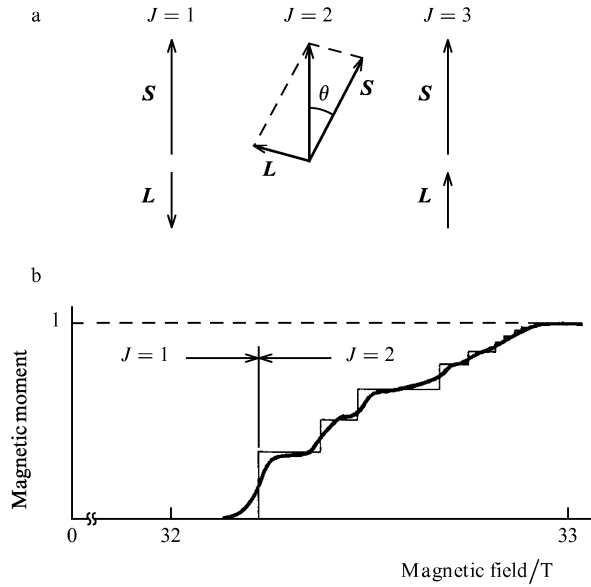 a
J = 1
J = 2
J = 3
S
θ
S
S
L
L
L
b
Magnetic moment
1
J = 1
J = 2
0
32
33
Magnetic field/T